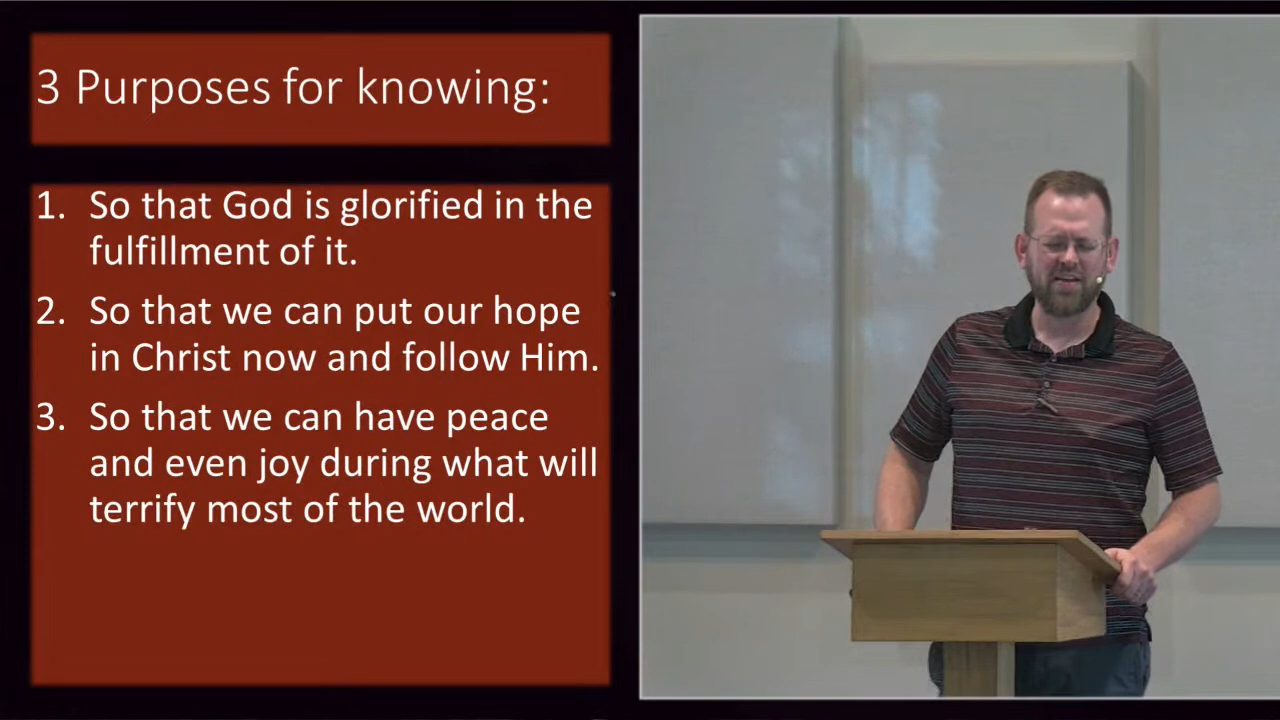 3 Purposes for knowing:
1. So that God is glorified in the
fulfillment of it.
2. So that we can put our hope
in Christ now and follow Him.
3. So that we can have peace
and even joy during what will
terrify most of the world.